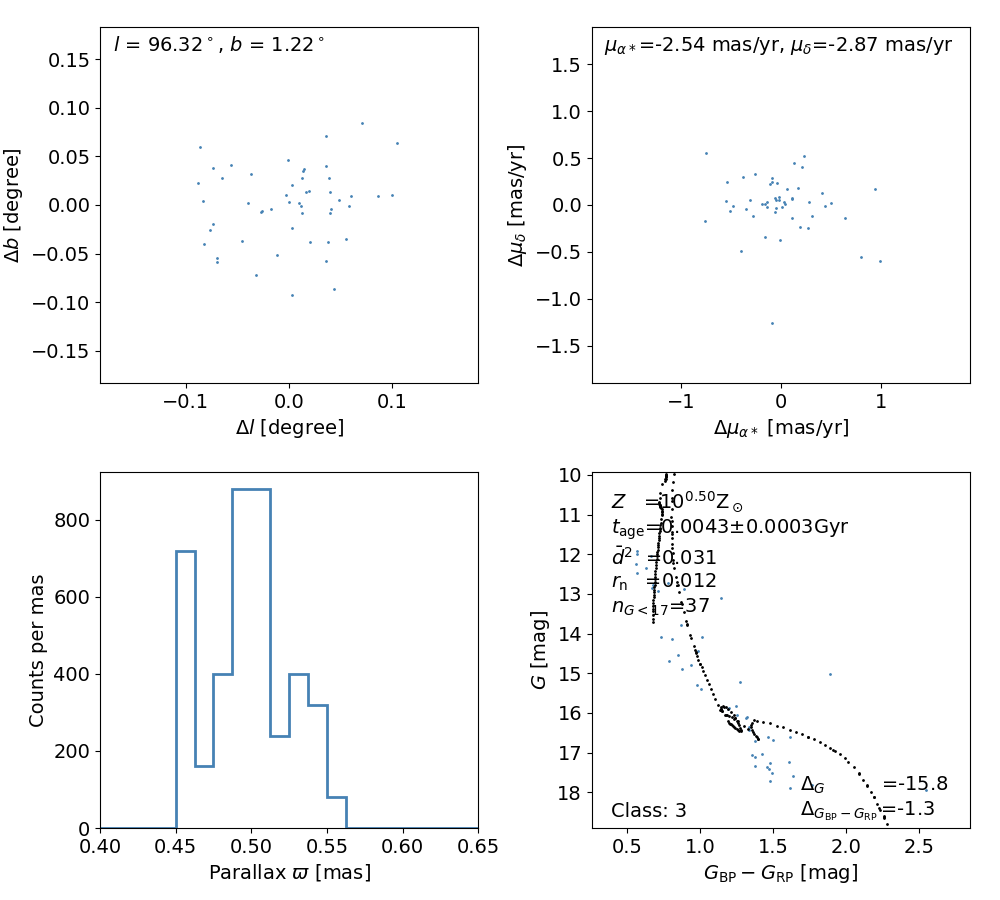 l = 96.32°, b = 1.22°
0.15
0.10
0.05
0.00
−0.05
−0.10
−0.15
Δb [degree]
−0.1 0.0 0.1
Δl [degree]
μα*=-2.54 mas/yr, μδ=-2.87 mas/yr
1.5
1.0
0.5
0.0
−0.5
−1.0
−1.5
Δμδ [mas/yr]
−1 0 1
Δμα* [mas/yr]
800
600
400
200
0
Counts per mas
0.40 0.45 0.50 0.55 0.60 0.65
Parallax ϖ [mas]
10
11
12
13
14
15
16
17
18
G [mag]
Z =10^0.50 Z⊙
t_age=0.0043±0.0003Gyr
d̄² =0.031
r_n =0.012
n_G<17=37
Δ_G =-15.8
Δ_GBP−GRP=-1.3
Class: 3
0.5 1.0 1.5 2.0 2.5
G_BP − G_RP [mag]